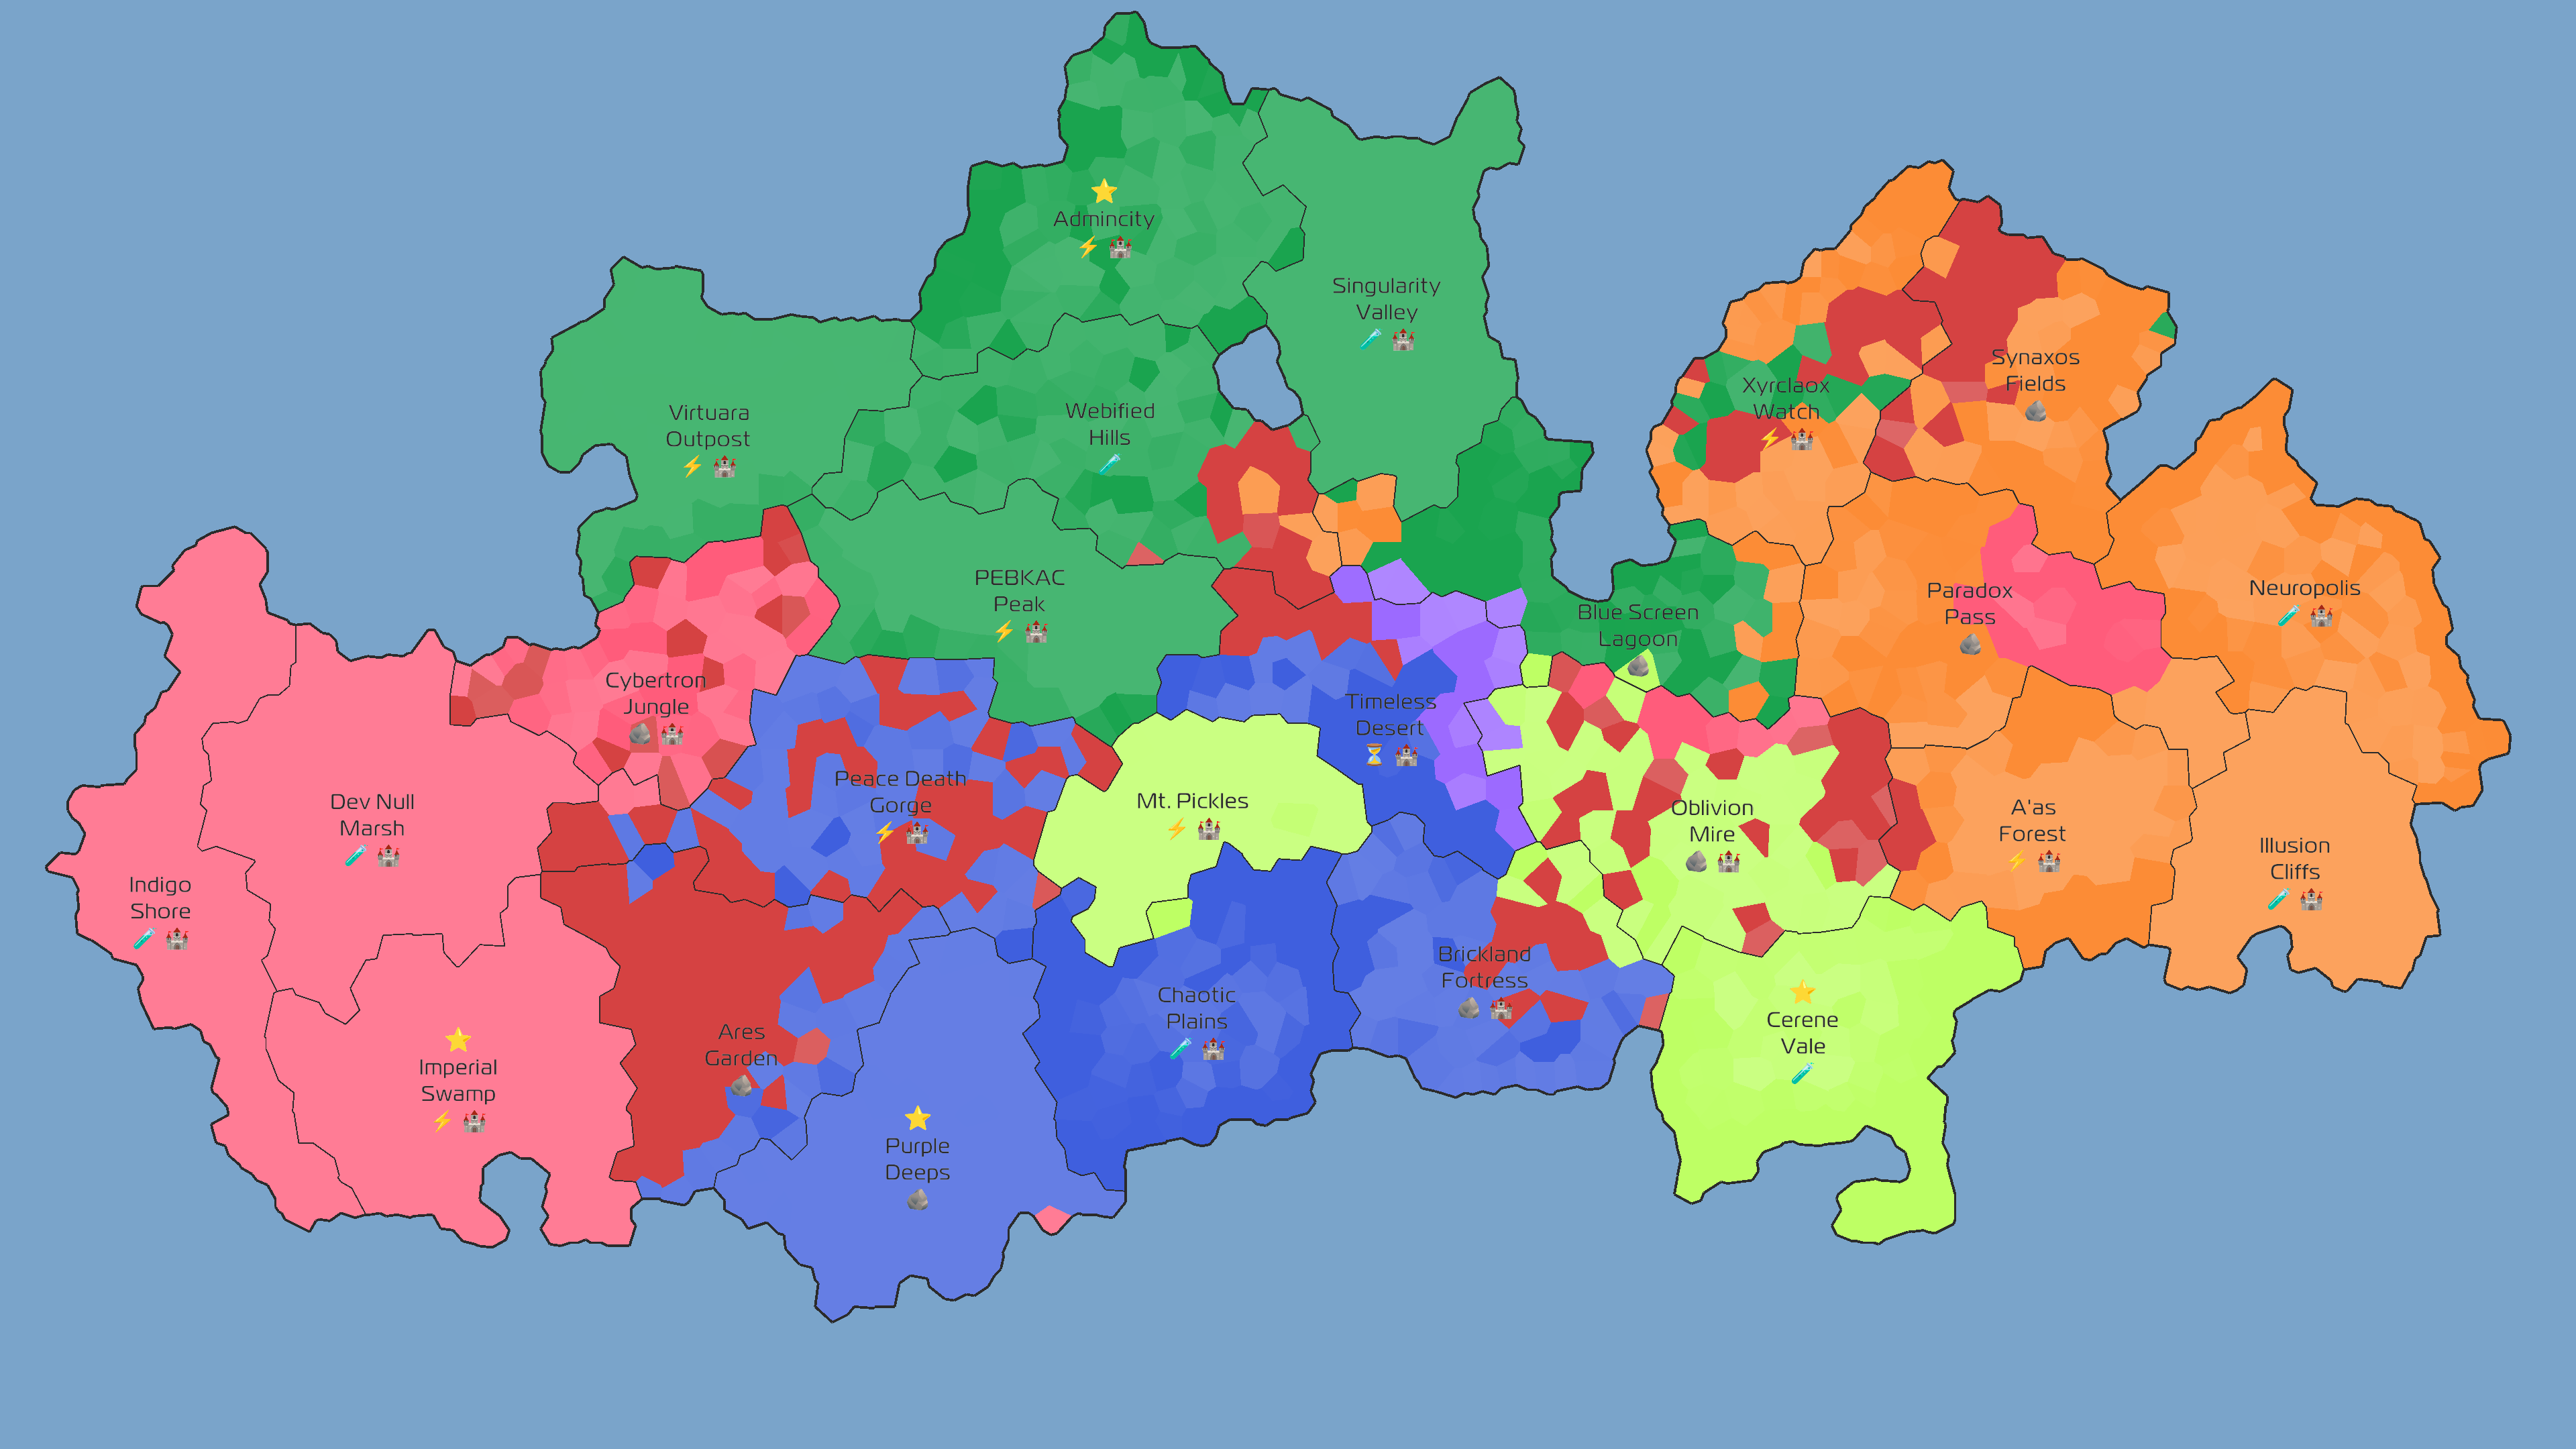 Admincity
Singularity
Valley
Virtuara
Outpost
Webified
Hills
Xyrclaox
Watch
Synaxos
Fields
PEBKAC
Peak
Blue Screen
Lagoon
Paradox
Pass
Neuropolis
Cybertron
Jungle
Timeless
Desert
Dev Null
Marsh
Peace Death
Gorge
Mt. Pickles
Oblivion
Mire
A'as
Forest
Illusion
Cliffs
Indigo
Shore
Brickland
Fortress
Chaotic
Plains
Cerene
Vale
Ares
Garden
Imperial
Swamp
Purple
Deeps